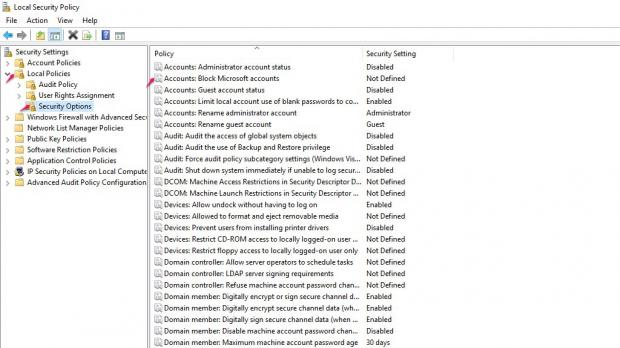 Local Security Policy
File Action View Help
Security Settings
Account Policies
Local Policies
Audit Policy
User Rights Assignment
Security Options
Windows Firewall with Advanced Secu
Network List Manager Policies
Public Key Policies
Software Restriction Policies
Application Control Policies
IP Security Policies on Local Compute
Advanced Audit Policy Configuration
Policy Security Setting
Accounts: Administrator account status Disabled
Accounts: Block Microsoft accounts Not Defined
Accounts: Guest account status Disabled
Accounts: Limit local account use of blank passwords to co... Enabled
Accounts: Rename administrator account Administrator
Accounts: Rename guest account Guest
Audit: Audit the access of global system objects Disabled
Audit: Audit the use of Backup and Restore privilege Disabled
Audit: Force audit policy subcategory settings (Windows Vis... Not Defined
Audit: Shut down system immediately if unable to log secur... Disabled
DCOM: Machine Access Restrictions in Security Descriptor D... Not Defined
DCOM: Machine Launch Restrictions in Security Descriptor ... Not Defined
Devices: Allow undock without having to log on Enabled
Devices: Allowed to format and eject removable media Not Defined
Devices: Prevent users from installing printer drivers Disabled
Devices: Restrict CD-ROM access to locally logged-on user ... Not Defined
Devices: Restrict floppy access to locally logged-on user only Not Defined
Domain controller: Allow server operators to schedule tasks Not Defined
Domain controller: LDAP server signing requirements Not Defined
Domain controller: Refuse machine account password chan... Not Defined
Domain member: Digitally encrypt or sign secure channel d... Enabled
Domain member: Digitally encrypt secure channel data (wh... Enabled
Domain member: Digitally sign secure channel data (when ... Enabled
Domain member: Disable machine account password chan... Disabled
Domain member: Maximum machine account password age 30 days